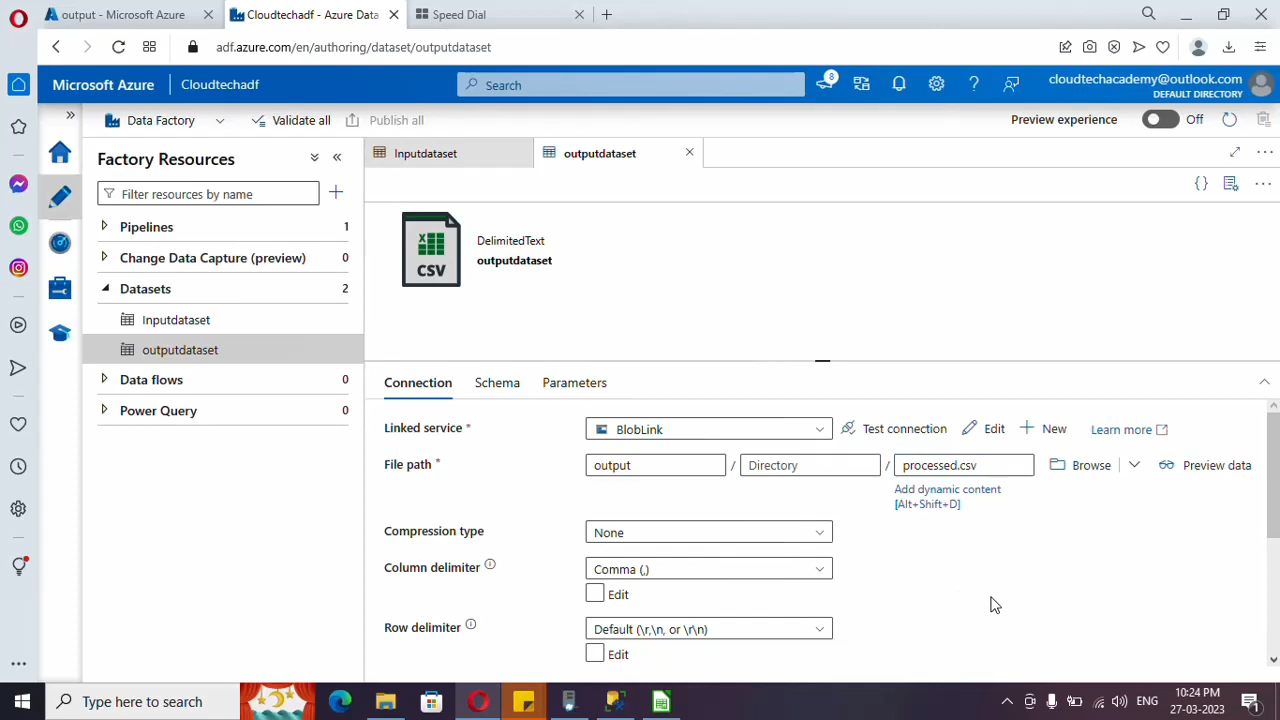 output - Microsoft Azure
Cloudtechadf - Azure Data
Speed Dial
adf.azure.com/en/authoring/dataset/outputdataset
Microsoft Azure
Cloudtechadf
Search
8
cloudtechacademy@outlook.com
DEFAULT DIRECTORY
Data Factory
Validate all
Publish all
Preview experience
Off
Factory Resources
Filter resources by name
Pipelines
1
Change Data Capture (preview)
0
Datasets
2
Inputdataset
outputdataset
Data flows
0
Power Query
0
Inputdataset
outputdataset
CSV
DelimitedText
outputdataset
Connection
Schema
Parameters
Linked service *
BlobLink
Test connection
Edit
New
Learn more
File path *
output
/
Directory
/
processed.csv
Browse
Preview data
Add dynamic content
[Alt+Shift+D]
Compression type
None
Column delimiter
Comma (,)
Edit
Row delimiter
Default (\r,\n, or \r\n)
Edit
Type here to search
ENG
10:24 PM
27-03-2023
1